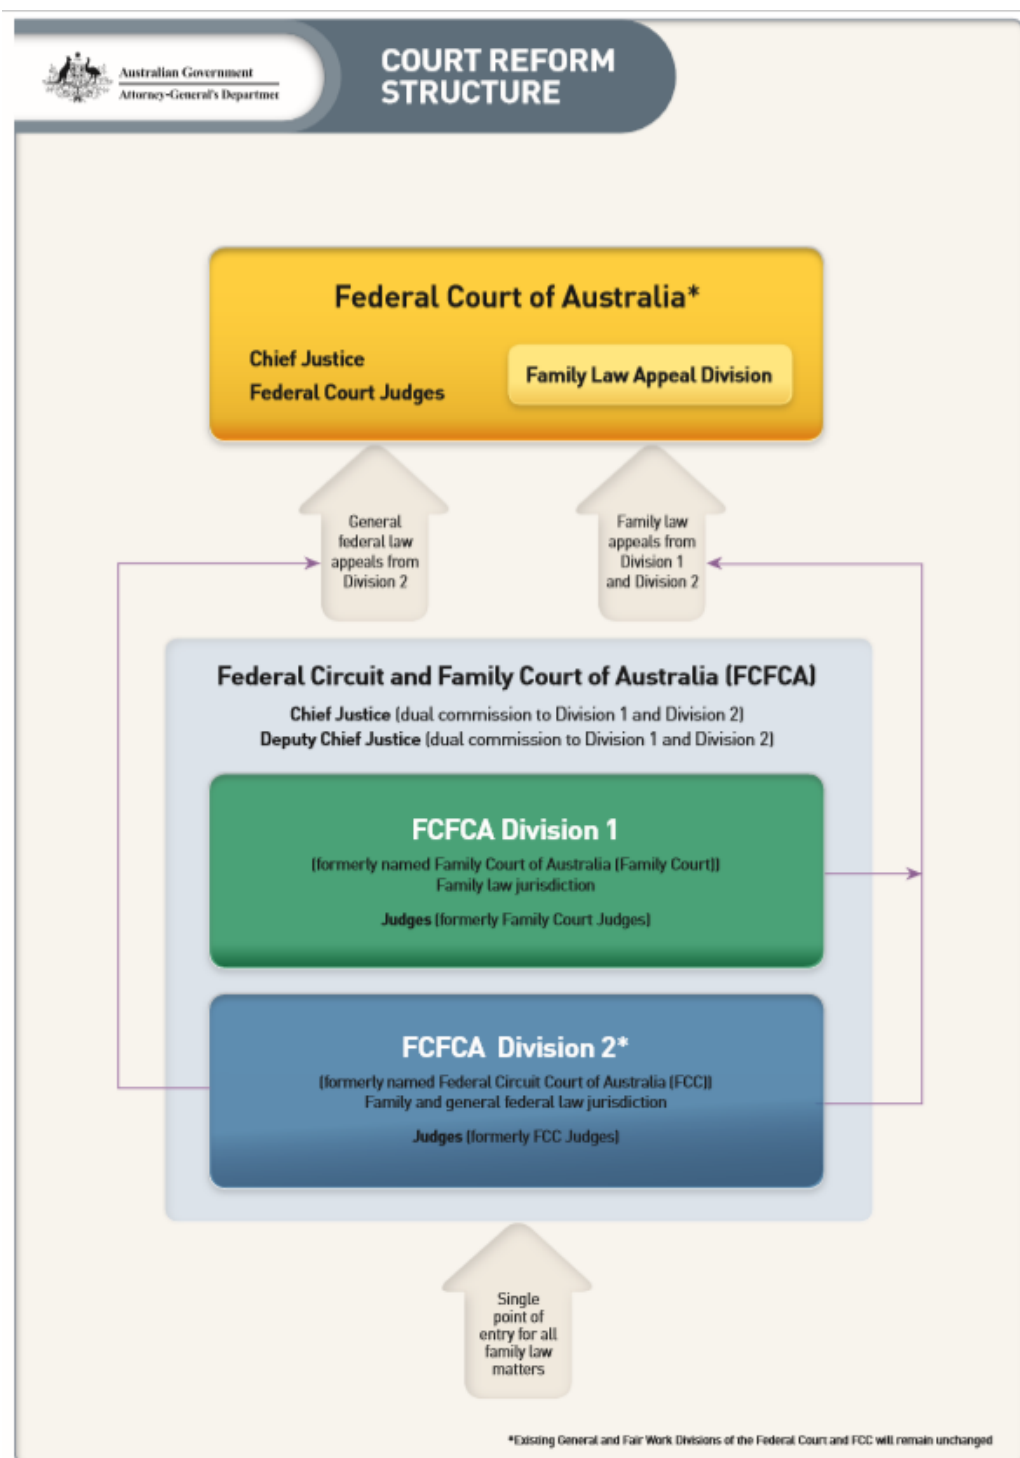 Australian Government
Attorney-General's Departmer
COURT REFORM
STRUCTURE
Federal Court of Australia*
Chief Justice
Federal Court Judges
Family Law Appeal Division
General
federal law
appeals from
Division 2
Family law
appeals from
Division 1
and Division 2
Federal Circuit and Family Court of Australia (FCFCA)
Chief Justice (dual commission to Division 1 and Division 2)
Deputy Chief Justice (dual commission to Division 1 and Division 2)
FCFCA Division 1
(formerly named Family Court of Australia (Family Court))
Family law jurisdiction
Judges (formerly Family Court Judges)
FCFCA Division 2*
(formerly named Federal Circuit Court of Australia (FCC))
Family and general federal law jurisdiction
Judges (formerly FCC Judges)
Single
point of
entry for all
family law
matters
*Existing General and Fair Work Divisions of the Federal Court and FCC will remain unchanged